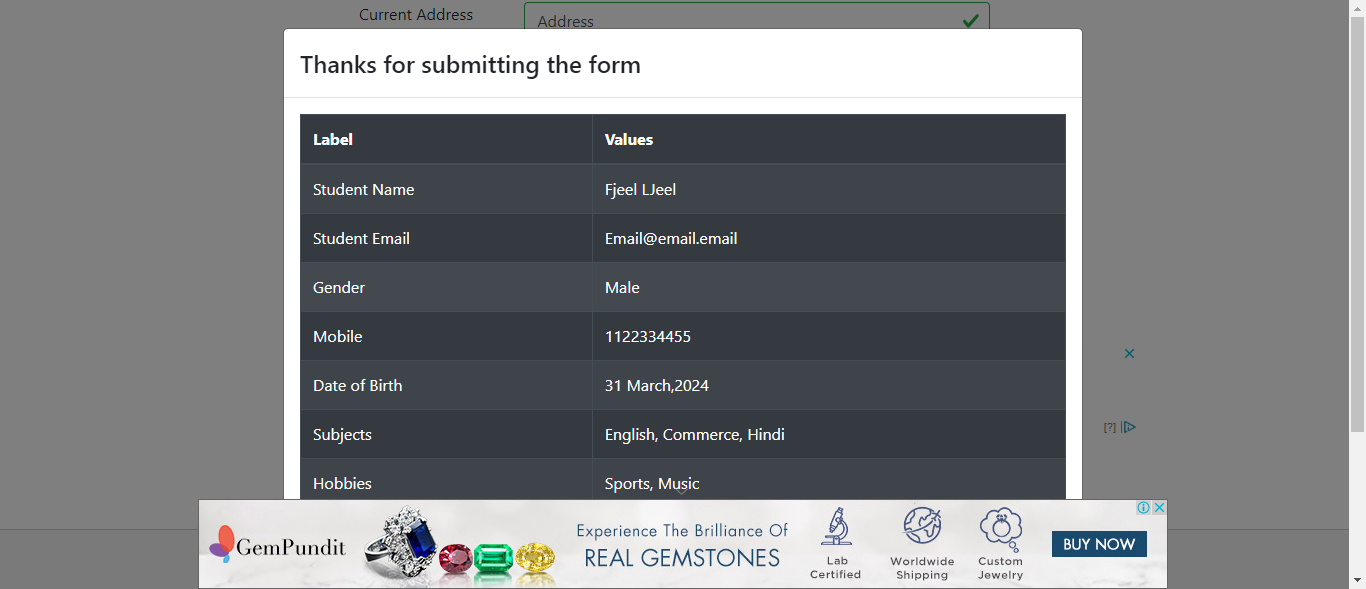 Current Address
Address
Thanks for submitting the form
Label Values
Student Name Fjeel LJeel
Student Email Email@email.email
Gender Male
Mobile 1122334455
Date of Birth 31 March,2024
Subjects English, Commerce, Hindi
Hobbies Sports, Music
[?]
GemPundit
Experience The Brilliance Of
REAL GEMSTONES
Lab
Certified
Worldwide
Shipping
Custom
Jewelry
BUY NOW